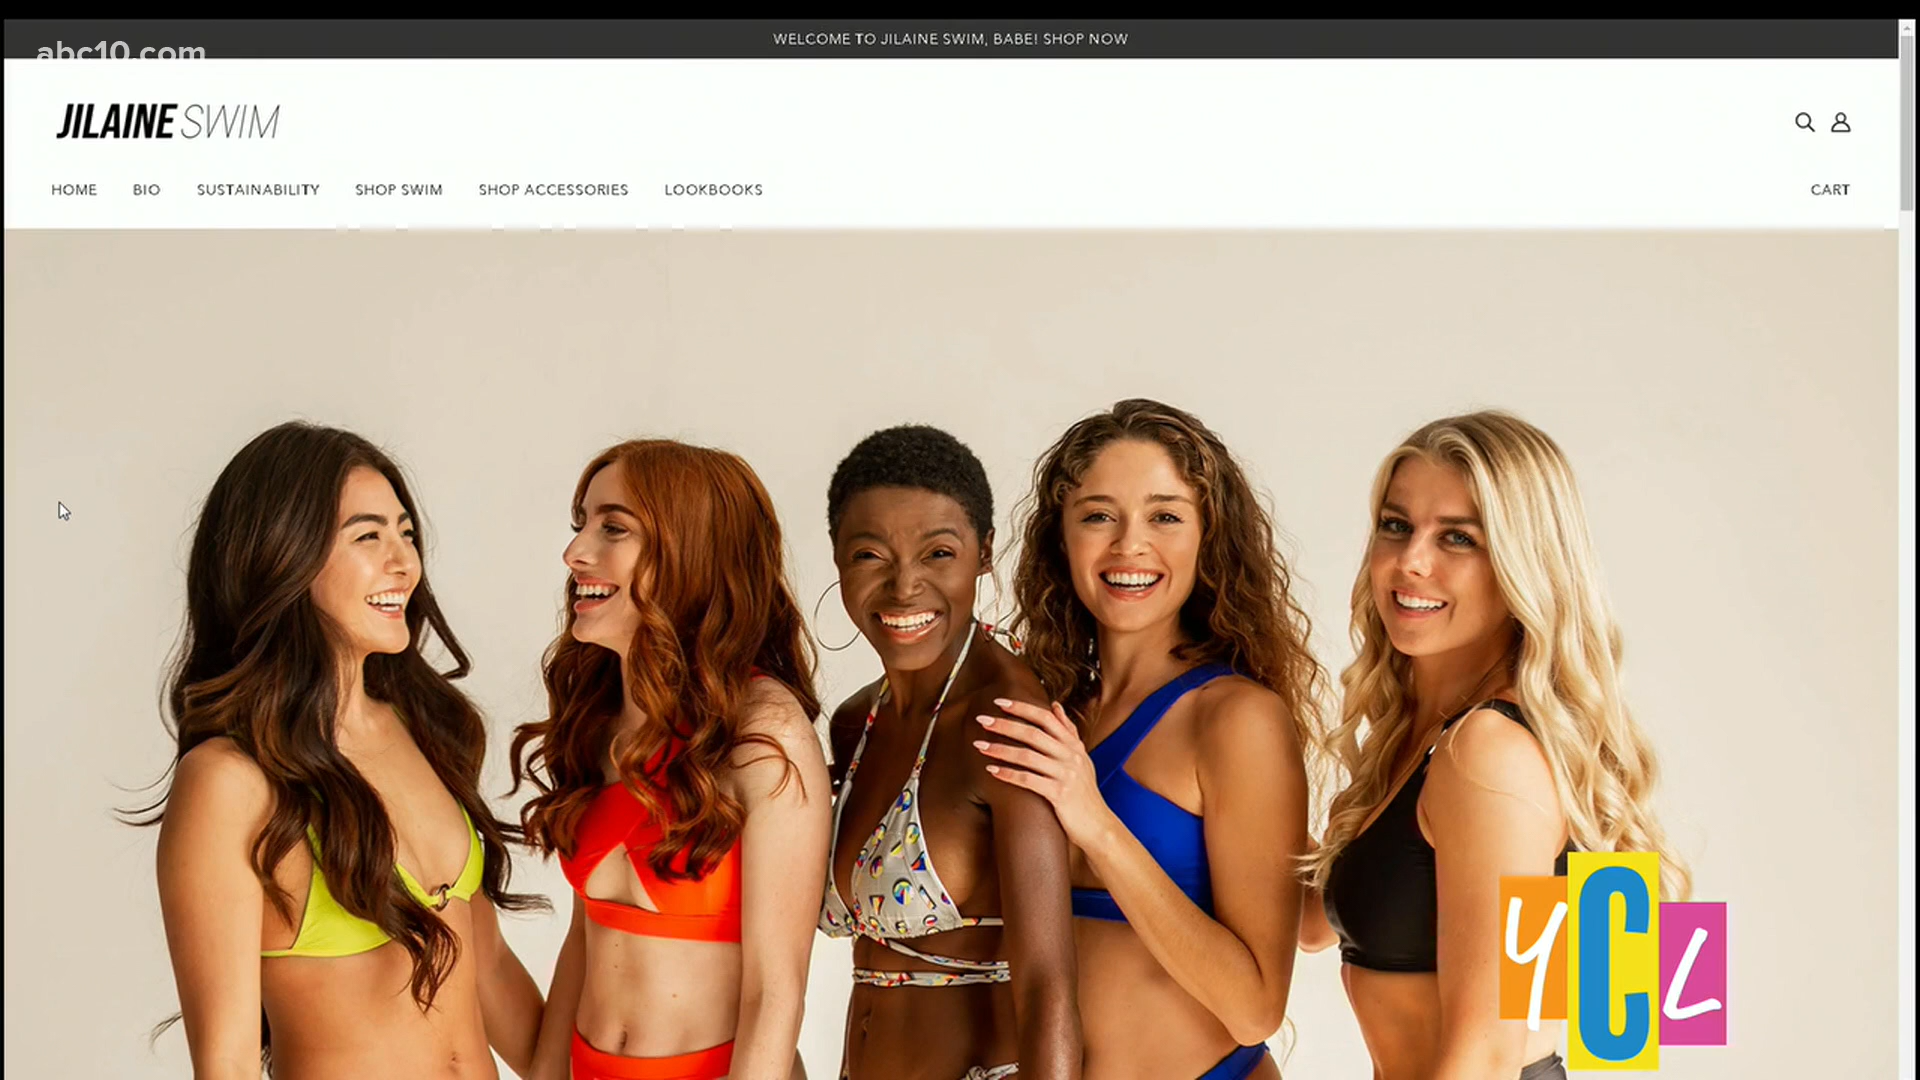 WELCOME TO JILAINE SWIM, BABE! SHOP NOW
abc10.com
JILAINE SWIM
HOME BIO SUSTAINABILITY SHOP SWIM SHOP ACCESSORIES LOOKBOOKS CART
YCL